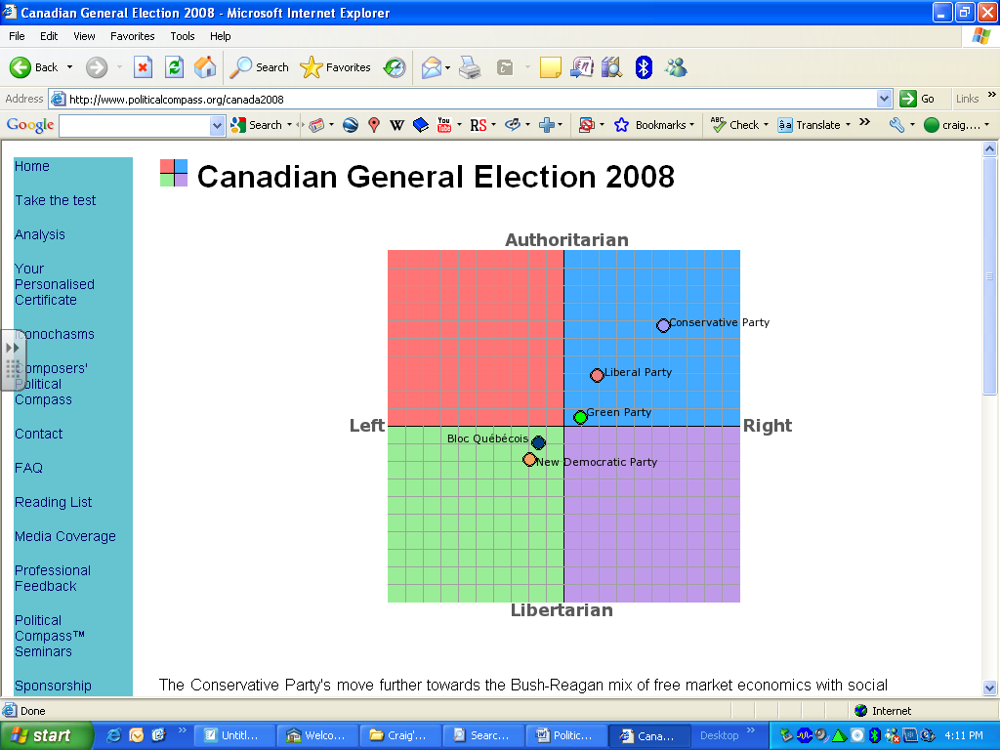 Canadian General Election 2008 - Microsoft Internet Explorer
File Edit View Favorites Tools Help
Back Search Favorites
Address http://www.politicalcompass.org/canada2008 Go Links »
Google Search Bookmarks Check Translate » craig....
Home
Take the test
Analysis
Your
Personalised
Certificate
Iconochasms
Composers'
Political
Compass
Contact
FAQ
Reading List
Media Coverage
Professional
Feedback
Political
Compass™
Seminars
Sponsorship
Canadian General Election 2008
Authoritarian
Conservative Party
Liberal Party
Green Party
Left
Right
Bloc Québécois
New Democratic Party
Libertarian
The Conservative Party's move further towards the Bush-Reagan mix of free market economics with social
Done Internet
start » Untitl... Welco... Craig'... Searc... Politic... Cana... Desktop » 4:11 PM